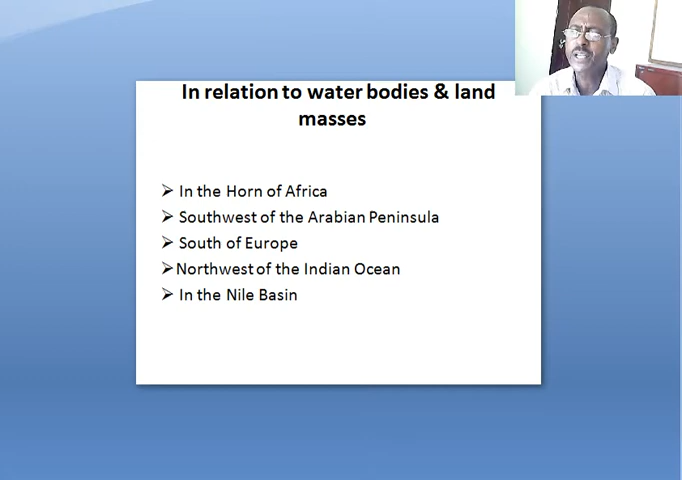 In relation to water bodies & land
masses
➢ In the Horn of Africa
➢ Southwest of the Arabian Peninsula
➢ South of Europe
➢ Northwest of the Indian Ocean
➢ In the Nile Basin